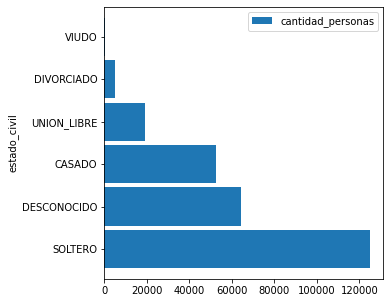 cantidad_personas
VIUDO
DIVORCIADO
UNION_LIBRE
CASADO
DESCONOCIDO
SOLTERO
estado_civil
0 20000 40000 60000 80000 100000 120000